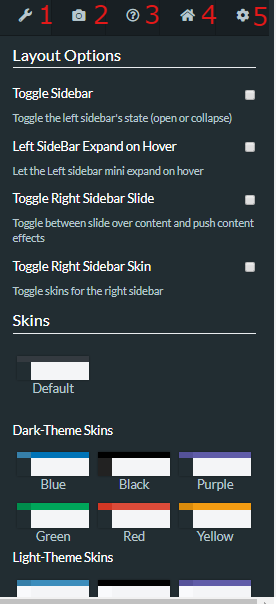 1 2 3 4 5
Layout Options
Toggle Sidebar
Toggle the left sidebar's state (open or collapse)
Left SideBar Expand on Hover
Let the Left sidebar mini expand on hover
Toggle Right Sidebar Slide
Toggle between slide over content and push content
effects
Toggle Right Sidebar Skin
Toggle skins for the right sidebar
Skins
Default
Dark-Theme Skins
Blue Black Purple
Green Red Yellow
Light-Theme Skins